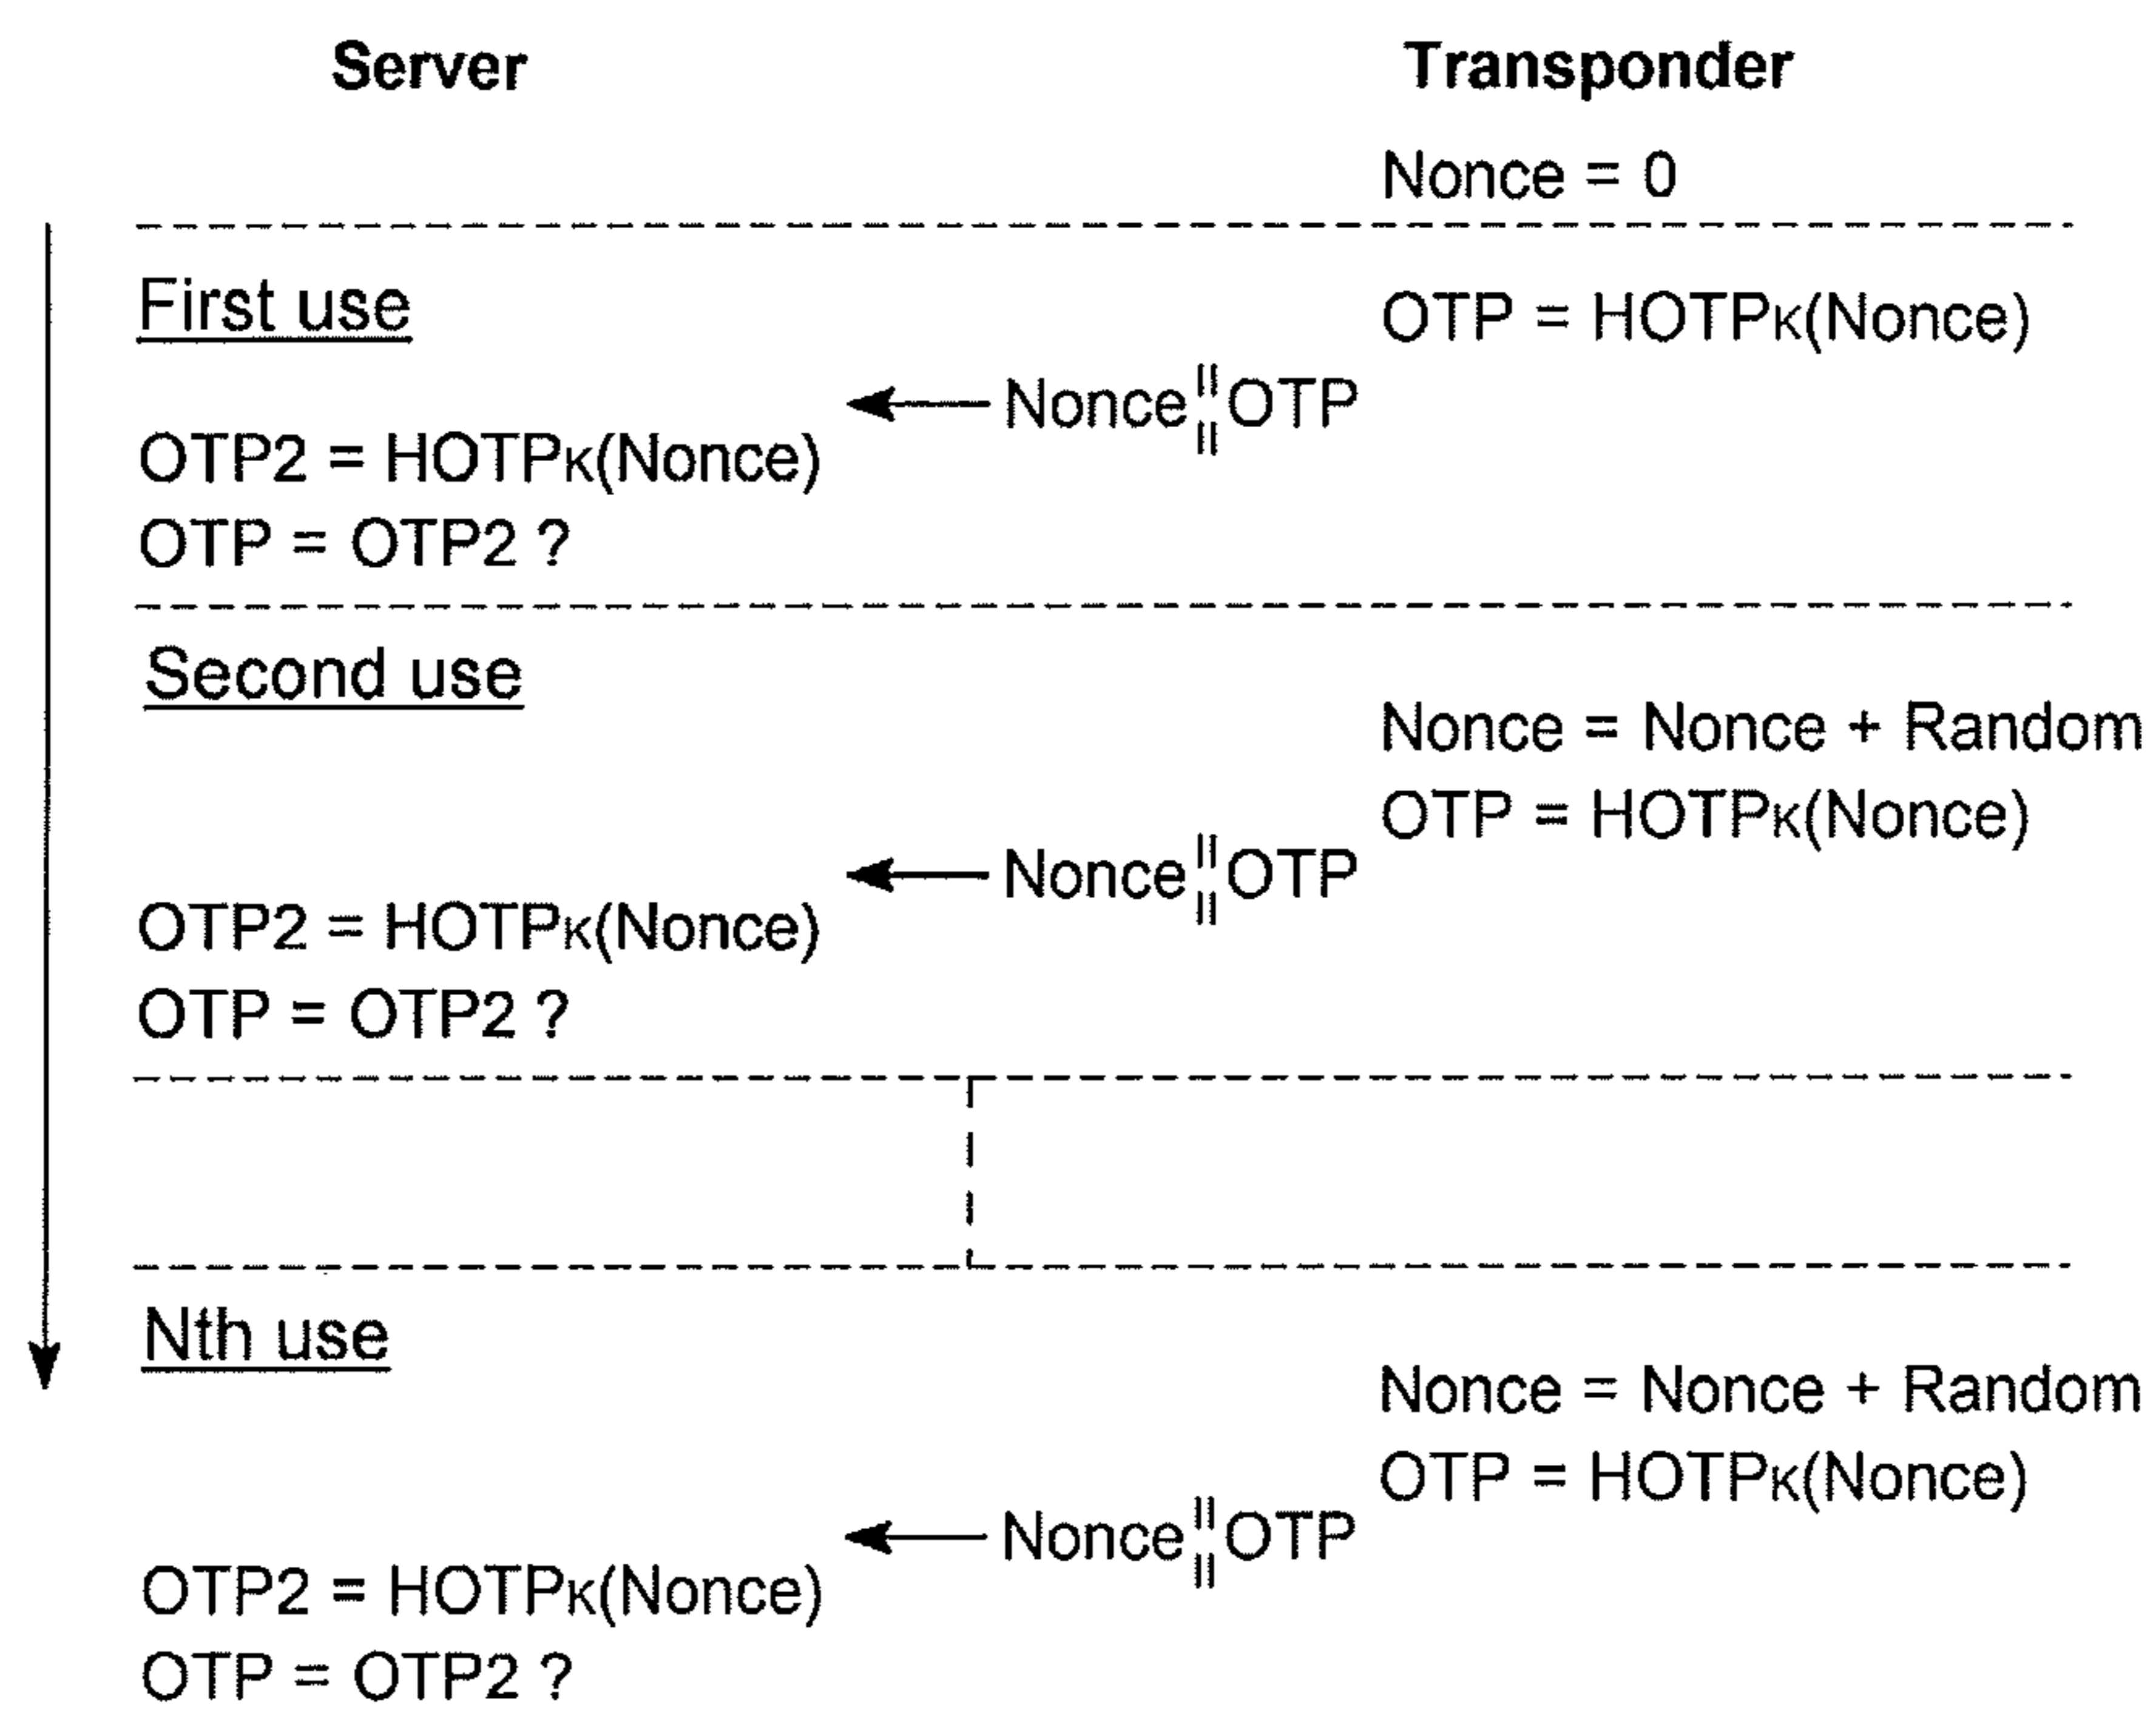 Server Transponder
Nonce = 0
First use
OTP = HOTPK(Nonce)
Nonce||OTP
OTP2 = HOTPK(Nonce)
OTP = OTP2 ?
Second use
Nonce = Nonce + Random
OTP = HOTPK(Nonce)
Nonce||OTP
OTP2 = HOTPK(Nonce)
OTP = OTP2 ?
Nth use
Nonce = Nonce + Random
OTP = HOTPK(Nonce)
Nonce||OTP
OTP2 = HOTPK(Nonce)
OTP = OTP2 ?